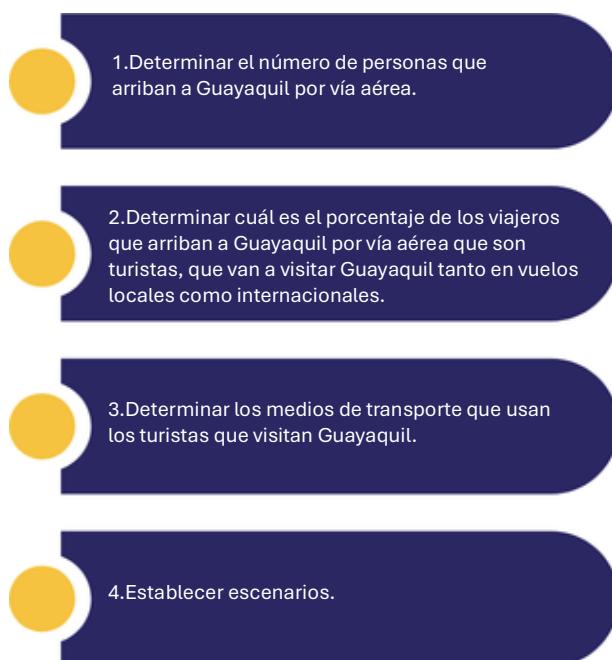 1.Determinar el número de personas que
arriban a Guayaquil por vía aérea.
2.Determinar cuál es el porcentaje de los viajeros
que arriban a Guayaquil por vía aérea que son
turistas, que van a visitar Guayaquil tanto en vuelos
locales como internacionales.
3.Determinar los medios de transporte que usan
los turistas que visitan Guayaquil.
4.Establecer escenarios.